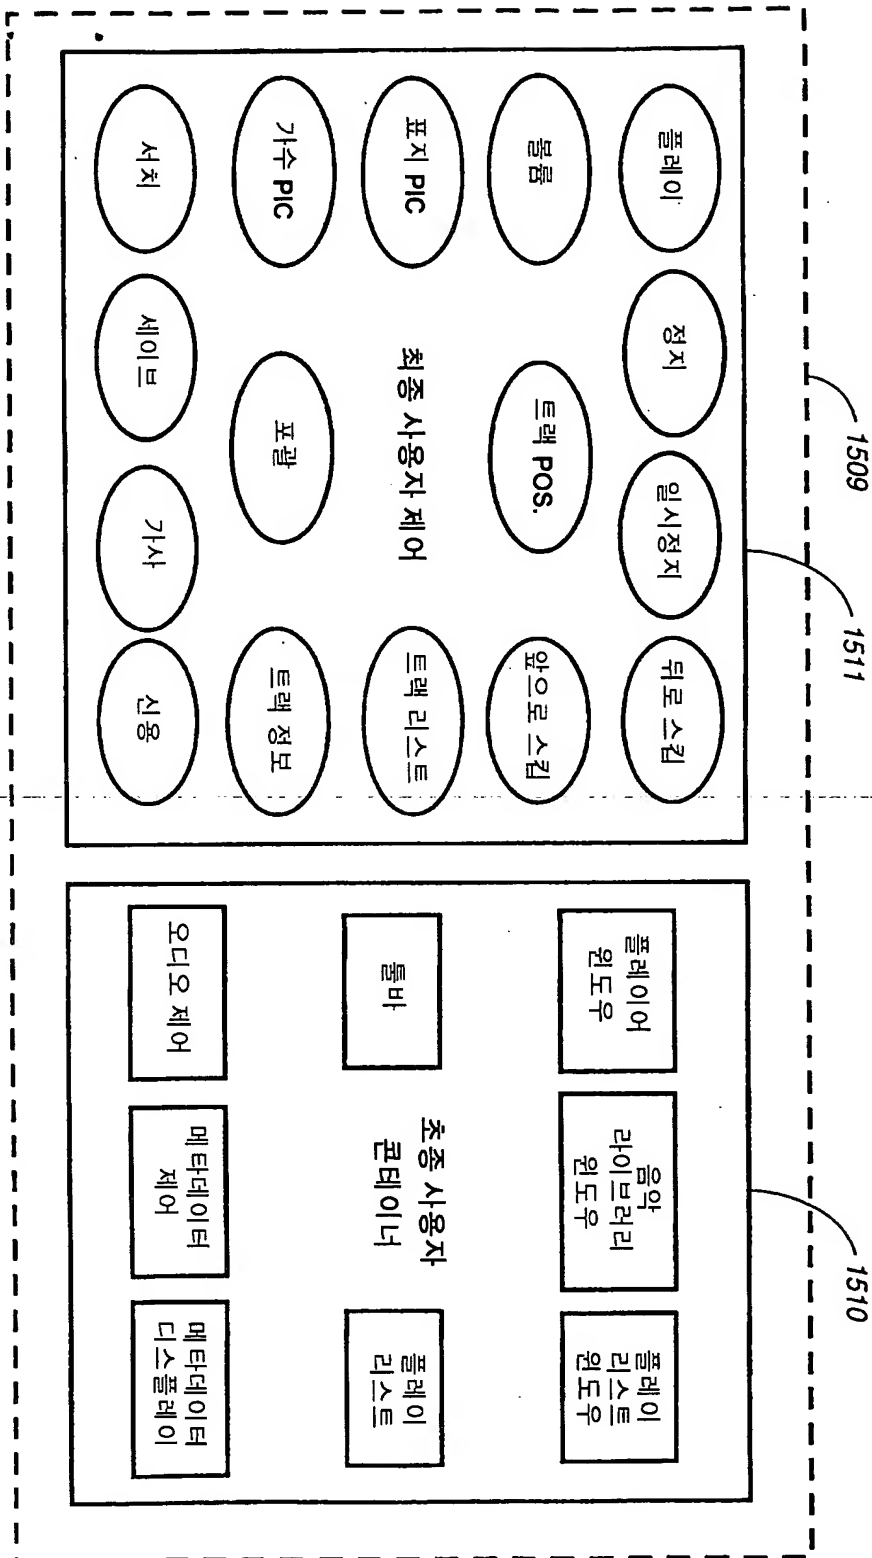 1509
1511
1510
플레이
정지
일시정지
뒤로 스킵
볼륨
트랙 POS.
앞으로 스킵
표지 PIC
최종 사용자 제어
트랙 리스트
가수 PIC
포괄
트랙 정보
서치
세이브
가사
신용
플레이어
윈도우
음악
라이브러리
윈도우
플레이
리스트
윈도우
툴바
초종 사용자
콘테이너
플레이
리스트
오디오 제어
메타데이터
제어
메타데이터
디스플레이